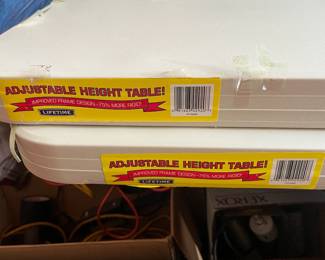 ADJUSTABLE HEIGHT TABLE!
IMPROVED FRAME DESIGN - 75% MORE RIGID!
LIFETIME
ADJUSTABLE HEIGHT TABLE!
IMPROVED FRAME DESIGN - 75% MORE RIGID!
LIFETIME